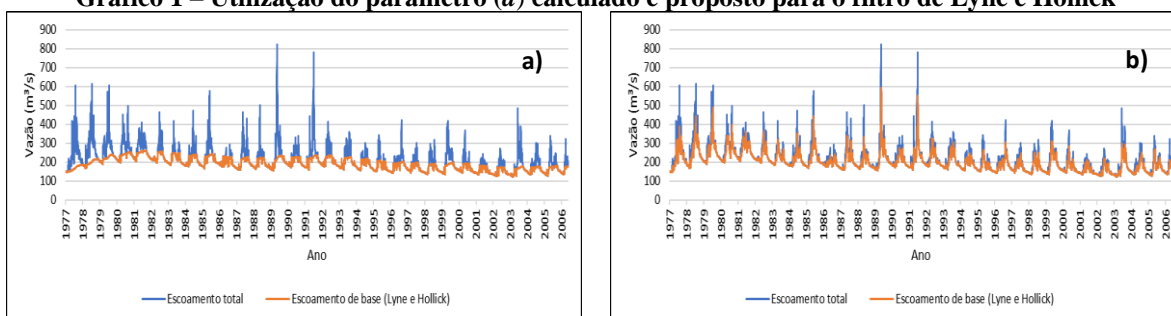 Gráfico 1 – Utilização do parâmetro (a) calculado e proposto para o filtro de Lyne e Hollick
a)
Vazão (m³/s)
900
800
700
600
500
400
300
200
100
0
1977 1978 1979 1980 1981 1982 1983 1984 1985 1986 1987 1988 1989 1990 1991 1992 1993 1994 1995 1996 1997 1998 1999 2000 2001 2002 2003 2004 2005 2006
Ano
Escoamento total Escoamento de base (Lyne e Hollick)
b)
Vazão (m³/s)
900
800
700
600
500
400
300
200
100
0
1977 1978 1979 1980 1981 1982 1983 1984 1985 1986 1987 1988 1989 1990 1991 1992 1993 1994 1995 1996 1997 1998 1999 2000 2001 2002 2003 2004 2005 2006
Ano
Escoamento total Escoamento de base (Lyne e Hollick)